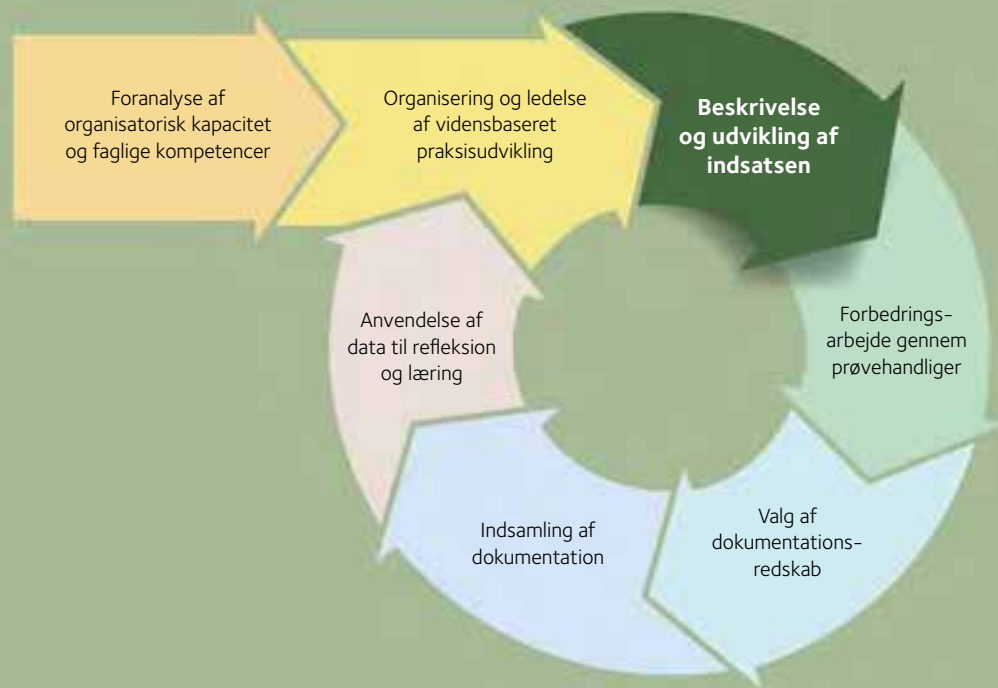 Foranalyse af
organisatorisk kapacitet
og faglige kompetencer
Organisering og ledelse
af vidensbaseret
praksisudvikling
Beskrivelse
og udvikling af
indsatsen
Forbedrings-
arbejde gennem
prøvehandliger
Valg af
dokumentations-
redskab
Indsamling af
dokumentation
Anvendelse af
data til refleksion
og læring